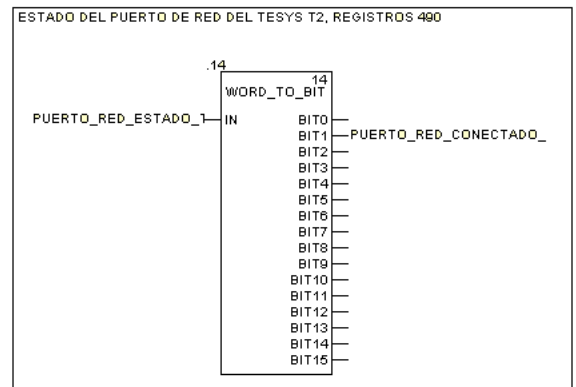 ESTADO DEL PUERTO DE RED DEL TESYS T2, REGISTROS 490
.14
14
WORD_TO_BIT
PUERTO_RED_ESTADO_T IN BIT0
BIT1 PUERTO_RED_CONECTADO_
BIT2
BIT3
BIT4
BIT5
BIT6
BIT7
BIT8
BIT9
BIT10
BIT11
BIT12
BIT13
BIT14
BIT15